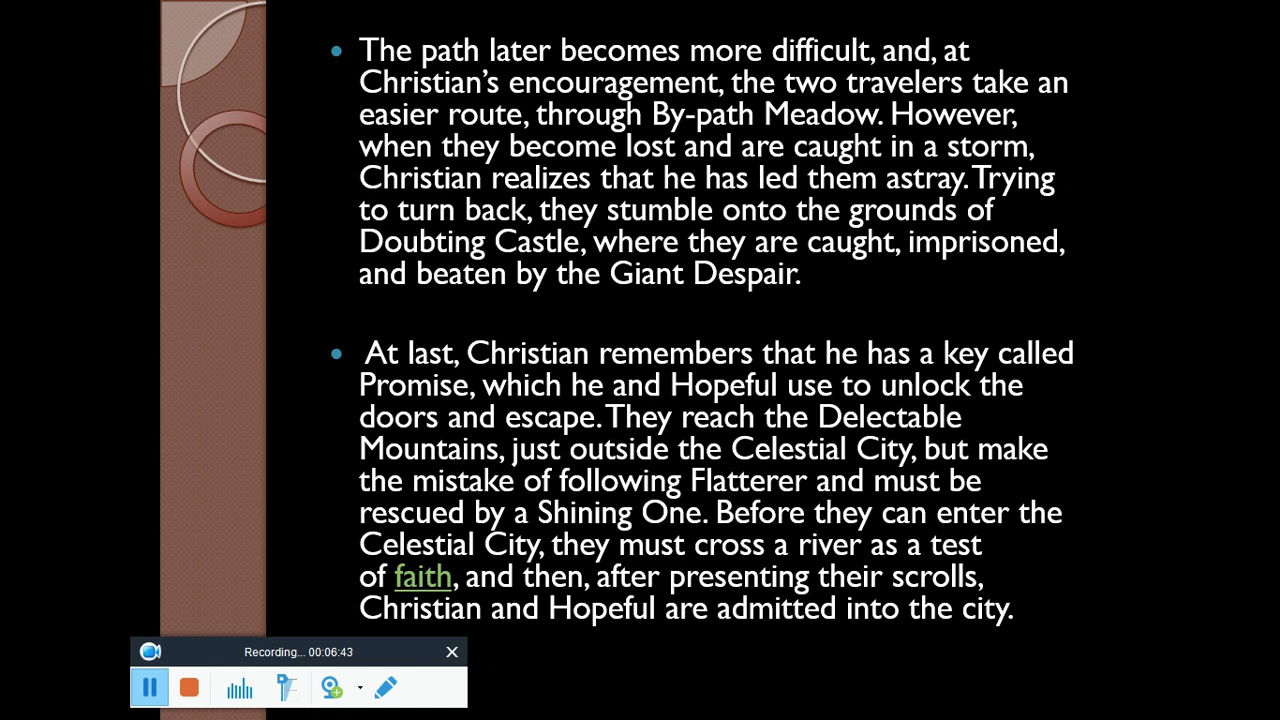 • The path later becomes more difficult, and, at
Christian’s encouragement, the two travelers take an
easier route, through By-path Meadow. However,
when they become lost and are caught in a storm,
Christian realizes that he has led them astray. Trying
to turn back, they stumble onto the grounds of
Doubting Castle, where they are caught, imprisoned,
and beaten by the Giant Despair.
• At last, Christian remembers that he has a key called
Promise, which he and Hopeful use to unlock the
doors and escape. They reach the Delectable
Mountains, just outside the Celestial City, but make
the mistake of following Flatterer and must be
rescued by a Shining One. Before they can enter the
Celestial City, they must cross a river as a test
of faith, and then, after presenting their scrolls,
Christian and Hopeful are admitted into the city.
Recording... 00:06:43